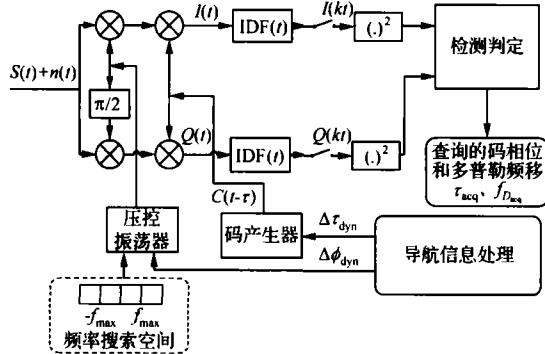 I(t)
IDF(t)
I(kt)
(.)²
检测判定
S(t)+n(t)
π/2
Q(t)
IDF(t)
Q(kt)
(.)²
查询的码相位
和多普勒频移
τacq、fDacq
C(t-τ)
压控
振荡器
码产生器
Δτdyn
Δϕdyn
导航信息处理
-fmax
fmax
频率搜索空间